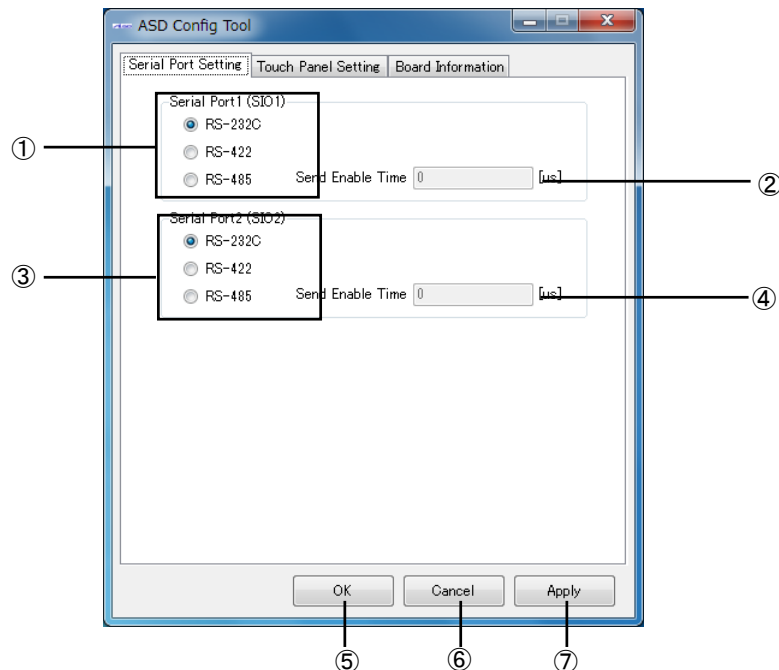 ASD Config Tool
Serial Port Setting Touch Panel Setting Board Information
Serial Port1 (SIO1)
RS-232C
①
RS-422
RS-485 Send Enable Time 0 [μs]
②
Serial Port2 (SIO2)
RS-232C
③
RS-422
RS-485 Send Enable Time 0 [μs]
④
OK Cancel Apply
⑤ ⑥ ⑦